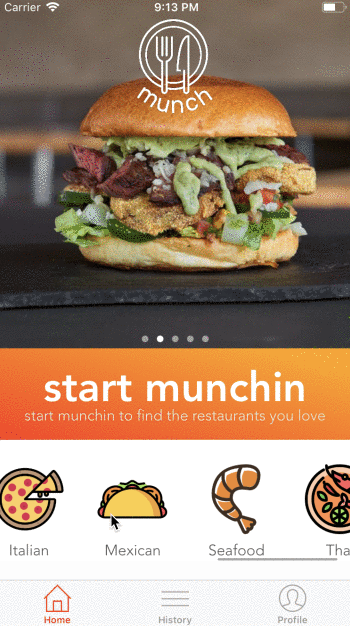 Carrier 9:13 PM
munch
start munchin
start munchin to find the restaurants you love
Italian Mexican Seafood Tha
Home History Profile